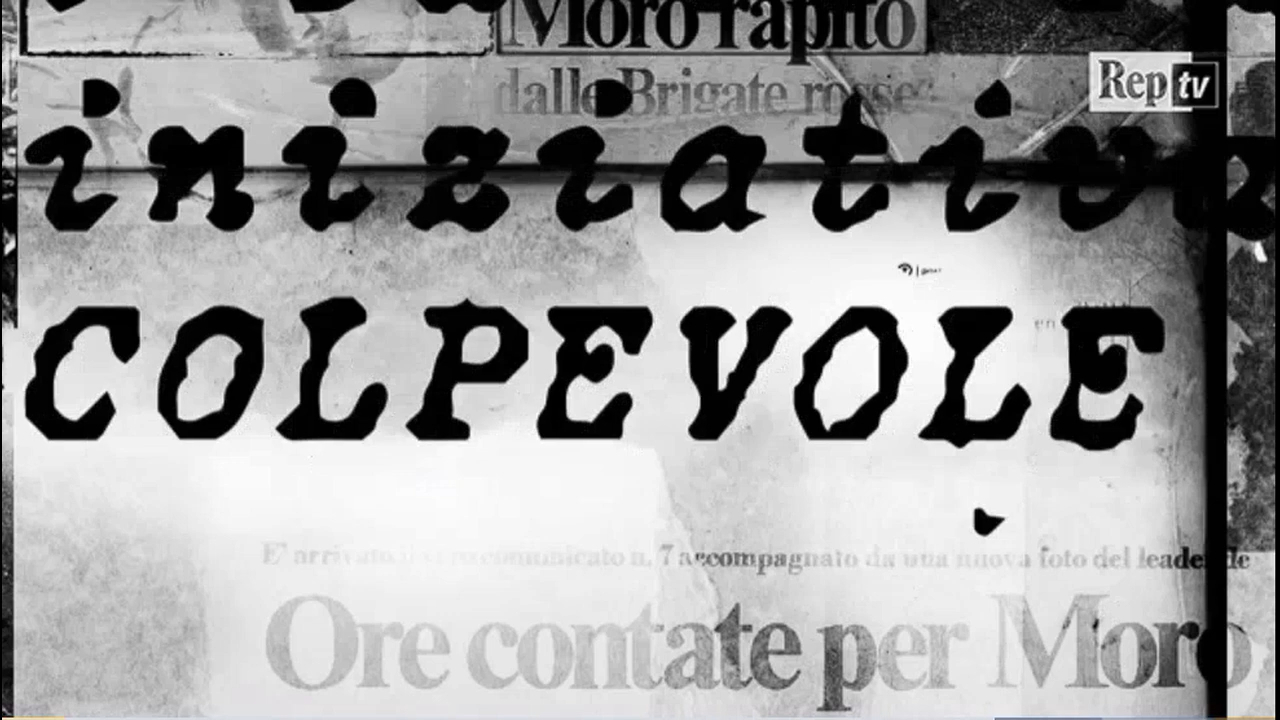 Moro rapito
Rep tv
dalle Brigate rosse
iniziativa
COLPEVOLE
E' arrivato comunicato n. 7 accompagnato da una nuova foto del leader
Ore contate per Moro